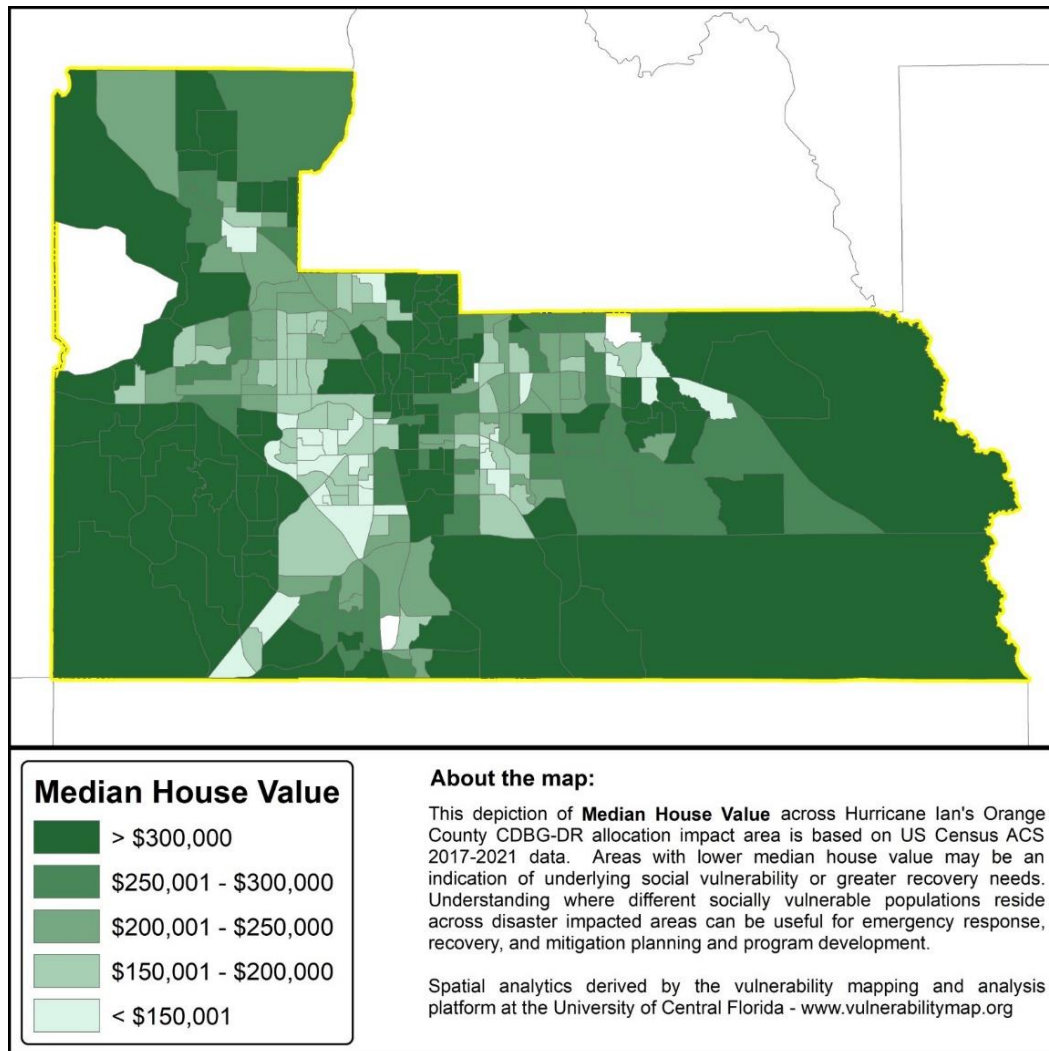 Median House Value
> $300,000
$250,001 - $300,000
$200,001 - $250,000
$150,001 - $200,000
< $150,001
About the map:
This depiction of Median House Value across Hurricane Ian's Orange
County CDBG-DR allocation impact area is based on US Census ACS
2017-2021 data. Areas with lower median house value may be an
indication of underlying social vulnerability or greater recovery needs.
Understanding where different socially vulnerable populations reside
across disaster impacted areas can be useful for emergency response,
recovery, and mitigation planning and program development.
Spatial analytics derived by the vulnerability mapping and analysis
platform at the University of Central Florida - www.vulnerabilitymap.org